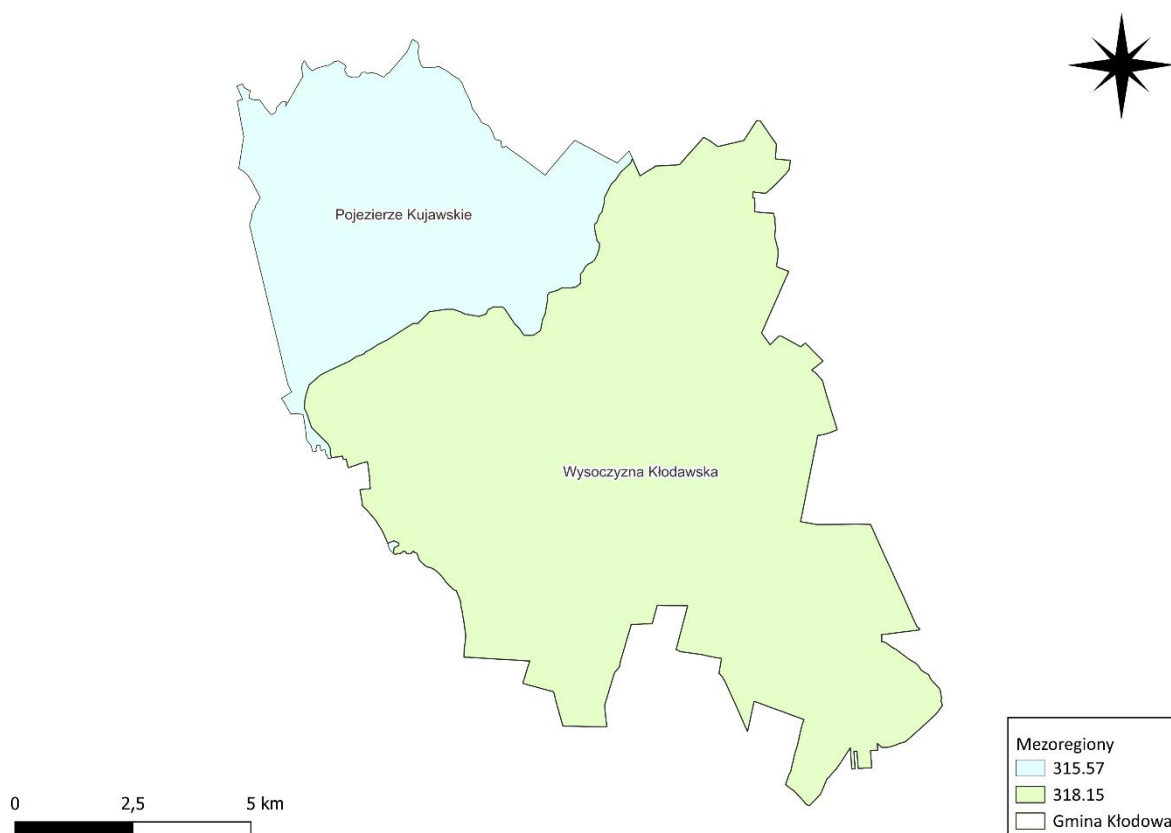 Pojezierze Kujawskie
Wysoczyzna Kłodawska
Mezoregiony
315.57
318.15
Gmina Kłodowa
0 2,5 5 km